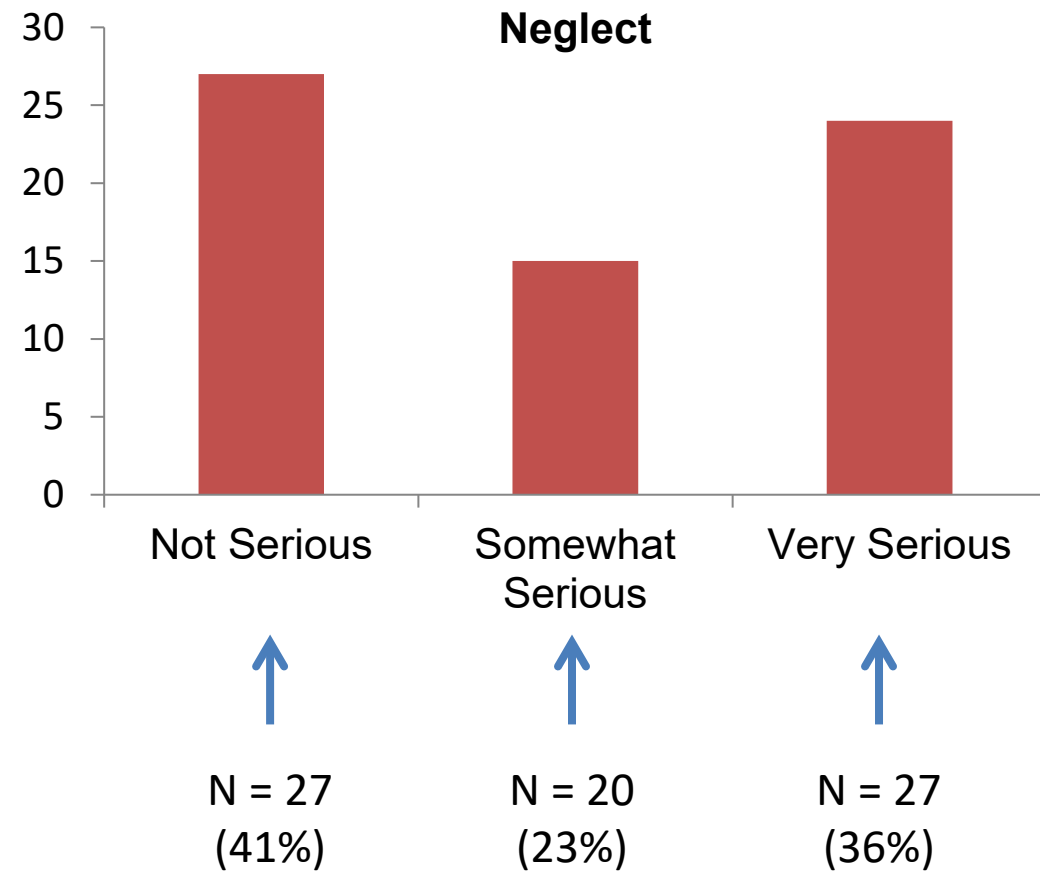 Neglect
30
25
20
15
10
5
0
Not Serious
Somewhat
Serious
Very Serious
N = 27
(41%)
N = 20
(23%)
N = 27
(36%)